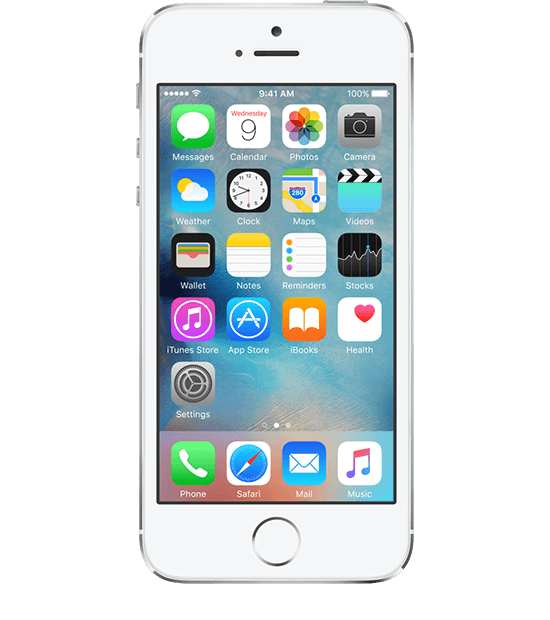 9:41 AM 100%
Wednesday
9
280
Messages Calendar Photos Camera
Weather Clock Maps Videos
Wallet Notes Reminders Stocks
iTunes Store App Store iBooks Health
Settings
Phone Safari Mail Music